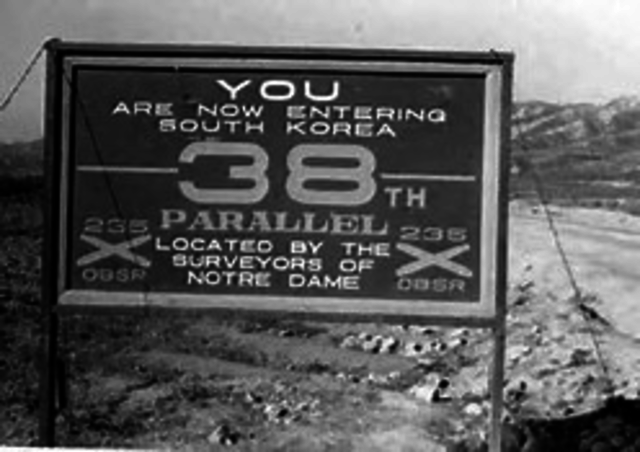 YOU
ARE NOW ENTERING
SOUTH KOREA
38TH
PARALLEL
235
OBSR
LOCATED BY THE
SURVEYORS OF
NOTRE DAME
235
OBSR